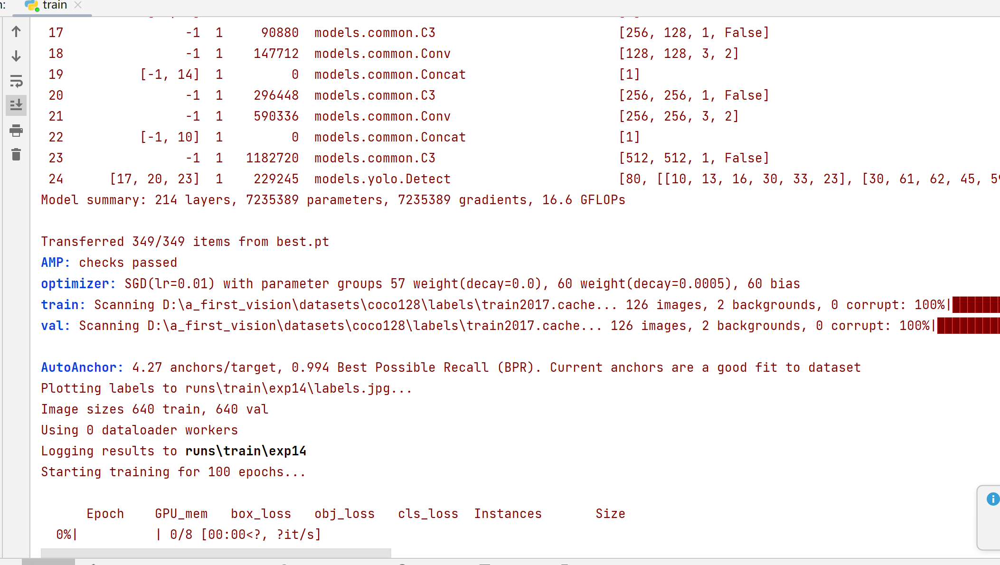 train
17 -1 1 90880 models.common.C3 [256, 128, 1, False]
18 -1 1 147712 models.common.Conv [128, 128, 3, 2]
19 [-1, 14] 1 0 models.common.Concat [1]
20 -1 1 296448 models.common.C3 [256, 256, 1, False]
21 -1 1 590336 models.common.Conv [256, 256, 3, 2]
22 [-1, 10] 1 0 models.common.Concat [1]
23 -1 1 1182720 models.common.C3 [512, 512, 1, False]
24 [17, 20, 23] 1 229245 models.yolo.Detect [80, [[10, 13, 16, 30, 33, 23], [30, 61, 62, 45,
Model summary: 214 layers, 7235389 parameters, 7235389 gradients, 16.6 GFLOPs
Transferred 349/349 items from best.pt
AMP: checks passed
optimizer: SGD(lr=0.01) with parameter groups 57 weight(decay=0.0), 60 weight(decay=0.0005), 60 bias
train: Scanning D:\a_first_vision\datasets\coco128\labels\train2017.cache... 126 images, 2 backgrounds, 0 corrupt: 100%|
val: Scanning D:\a_first_vision\datasets\coco128\labels\train2017.cache... 126 images, 2 backgrounds, 0 corrupt: 100%|
AutoAnchor: 4.27 anchors/target, 0.994 Best Possible Recall (BPR). Current anchors are a good fit to dataset
Plotting labels to runs\train\exp14\labels.jpg...
Image sizes 640 train, 640 val
Using 0 dataloader workers
Logging results to runs\train\exp14
Starting training for 100 epochs...
Epoch GPU_mem box_loss obj_loss cls_loss Instances Size
0%| | 0/8 [00:00<?, ?it/s]